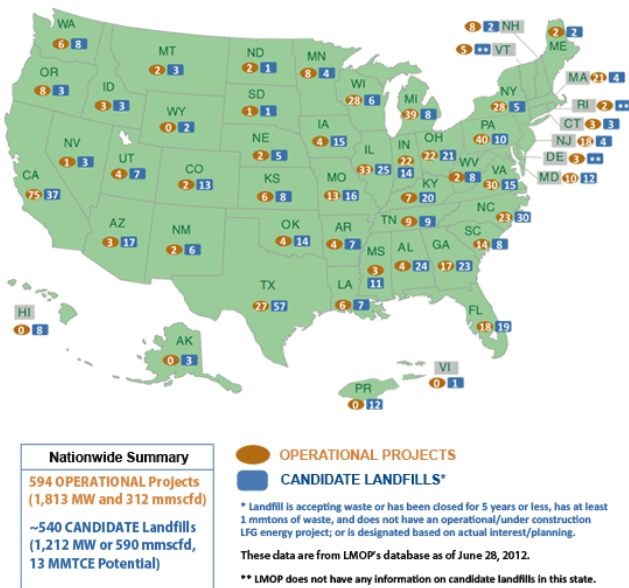 WA
6 8
OR
8 3
CA
75 37
NV
1 3
ID
3 3
MT
2 3
WY
0 2
UT
4 7
AZ
3 17
CO
2 13
NM
2 6
ND
2 1
SD
1 1
NE
2 5
KS
6 8
OK
4 14
TX
27 57
MN
8 4
IA
4 15
MO
13 16
AR
4 7
LA
6 7
WI
28 6
IL
33 25
MI
39 8
IN
22
14
OH
22 21
KY
7 20
TN 9 9
MS
3
11
AL
4 24
GA
17 23
FL
18 19
SC
14 8
NC
23 30
VA
30 15
WV
2 8
PA
40 10
NY
28 5
8 2 NH
5 ** VT
2 2
ME
MA 21 4
RI 2 **
CT 3 3
NJ 18 4
DE 3 **
MD 10 12
HI
0 8
AK
0 3
PR
0 12
VI
0 1
Nationwide Summary
594 OPERATIONAL Projects
(1,813 MW and 312 mmscfd)
~540 CANDIDATE Landfills
(1,212 MW or 590 mmscfd,
13 MMTCE Potential)
OPERATIONAL PROJECTS
CANDIDATE LANDFILLS*
* Landfill is accepting waste or has been closed for 5 years or less, has at least
1 mmtons of waste, and does not have an operational/under construction
LFG energy project; or is designated based on actual interest/planning.
These data are from LMOP's database as of June 28, 2012.
** LMOP does not have any information on candidate landfills in this state.